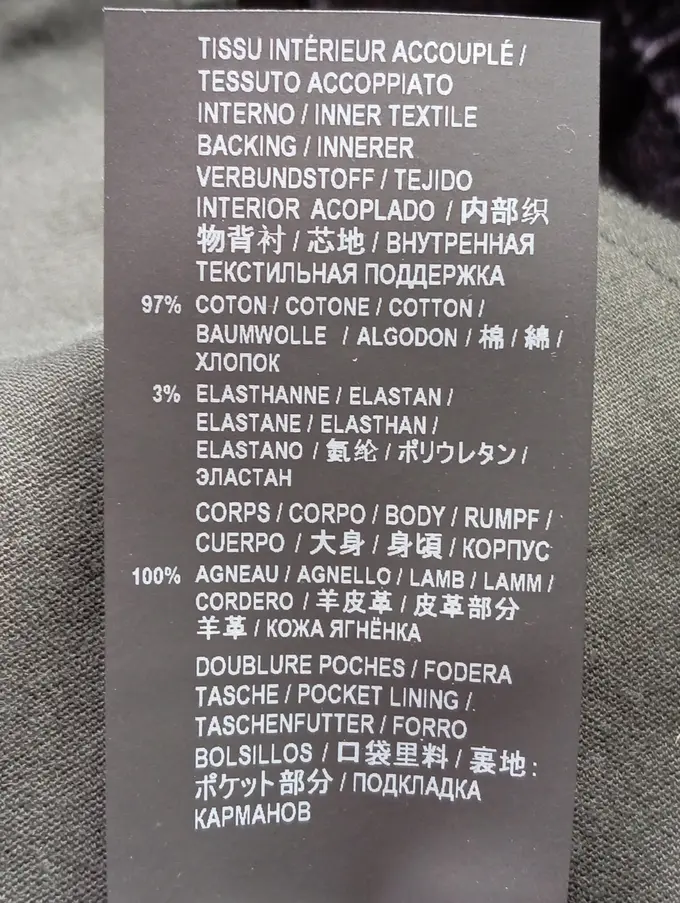 TISSU INTÉRIEUR ACCOUPLÉ /
TESSUTO ACCOPPIATO
INTERNO / INNER TEXTILE
BACKING / INNERER
VERBUNDSTOFF / TEJIDO
INTERIOR ACOPLADO / 内部织
物背衬 / 芯地 / ВНУТРЕННАЯ
ТЕКСТИЛЬНАЯ ПОДДЕРЖКА
97% COTON / COTONE / COTTON /
BAUMWOLLE / ALGODON / 棉 / 綿 /
ХЛОПОК
3% ELASTHANNE / ELASTAN /
ELASTANE / ELASTHAN /
ELASTANO / 氨纶 / ポリウレタン /
ЭЛАСТАН
CORPS / CORPO / BODY / RUMPF /
CUERPO / 大身 / 身頃 / КОРПУС
100% AGNEAU / AGNELLO / LAMB / LAMM /
CORDERO / 羊皮革 / 皮革部分
羊革 / КОЖА ЯГНЁНКА
DOUBLURE POCHES / FODERA
TASCHE / POCKET LINING /
TASCHENFUTTER / FORRO
BOLSILLOS / 口袋里料 / 裏地:
ポケット部分 / ПОДКЛАДКА
КАРМАНОВ